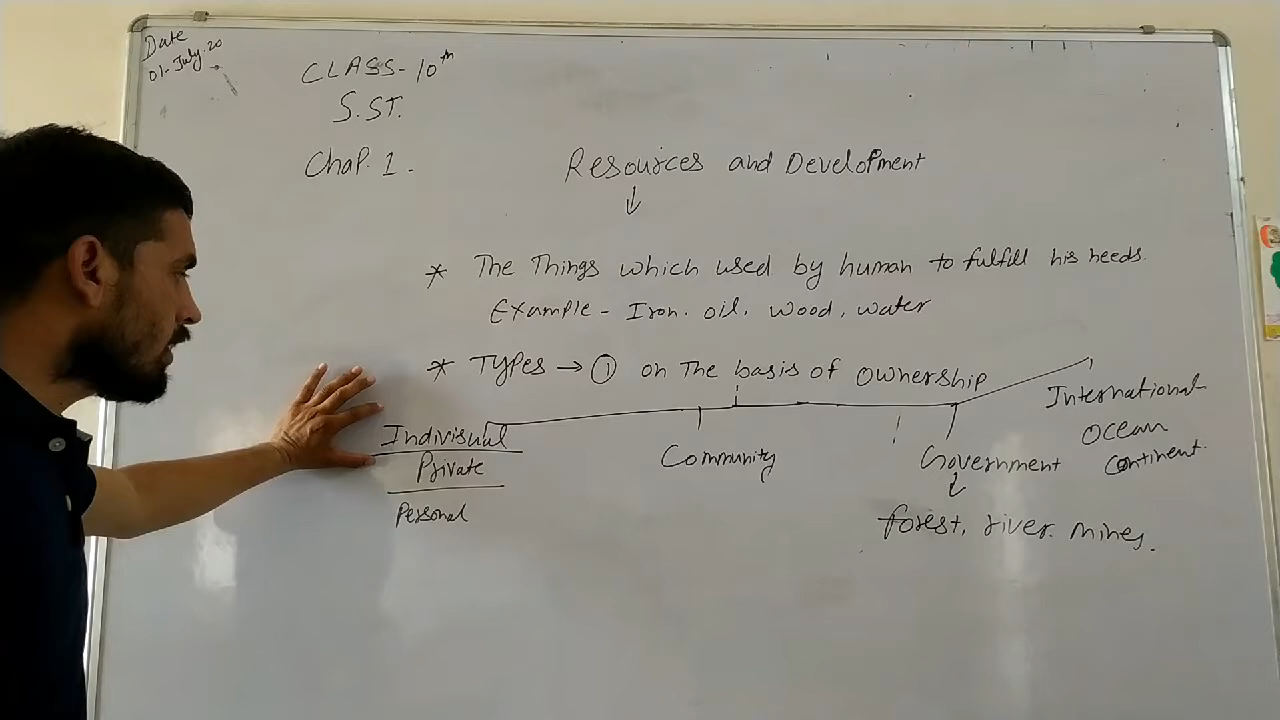 Date
01-July-20
CLASS-10th
S.ST.
Chap. 1.
Resources and Development
* The Things which used by human to fulfill his needs.
Example - Iron. oil, wood, water
* Types → ① on The basis of ownership
Indivisual
Private
Personal
Community
Government
forest, river. mines.
International
Ocean
Continent.